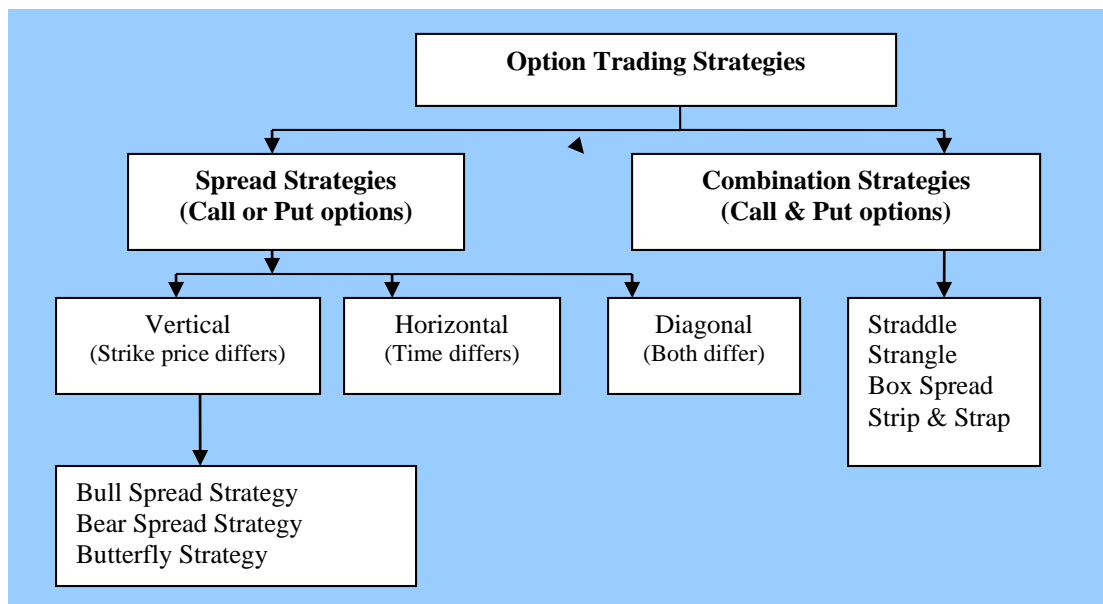 Option Trading Strategies
Spread Strategies
(Call or Put options)
Combination Strategies
(Call & Put options)
Vertical
(Strike price differs)
Horizontal
(Time differs)
Diagonal
(Both differ)
Straddle
Strangle
Box Spread
Strip & Strap
Bull Spread Strategy
Bear Spread Strategy
Butterfly Strategy